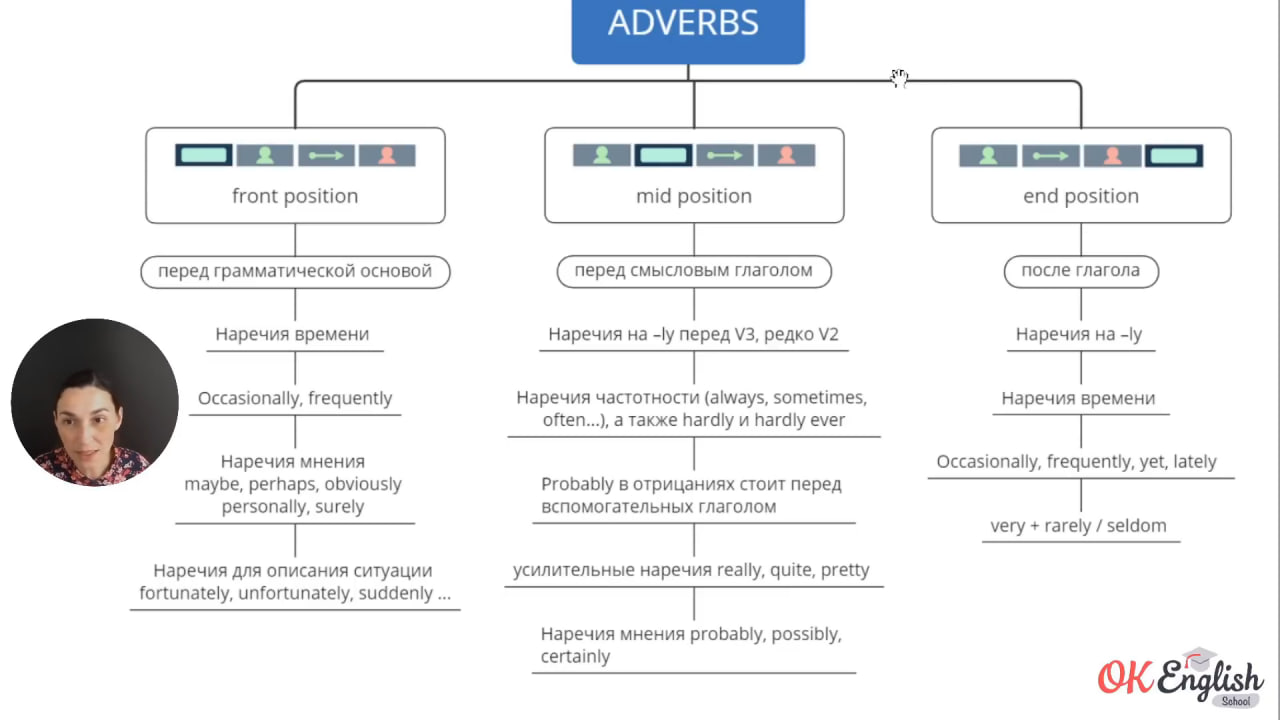 ADVERBS
front position
перед грамматической основой
Наречия времени
Occasionally, frequently
Наречия мнения
maybe, perhaps, obviously
personally, surely
Наречия для описания ситуации
fortunately, unfortunately, suddenly ...
mid position
перед смысловым глаголом
Наречия на –ly перед V3, редко V2
Наречия частотности (always, sometimes,
often...), а также hardly и hardly ever
Probably в отрицаниях стоит перед
вспомогательных глаголом
усилительные наречия really, quite, pretty
Наречия мнения probably, possibly,
certainly
end position
после глагола
Наречия на –ly
Наречия времени
Occasionally, frequently, yet, lately
very + rarely / seldom
OK English
School